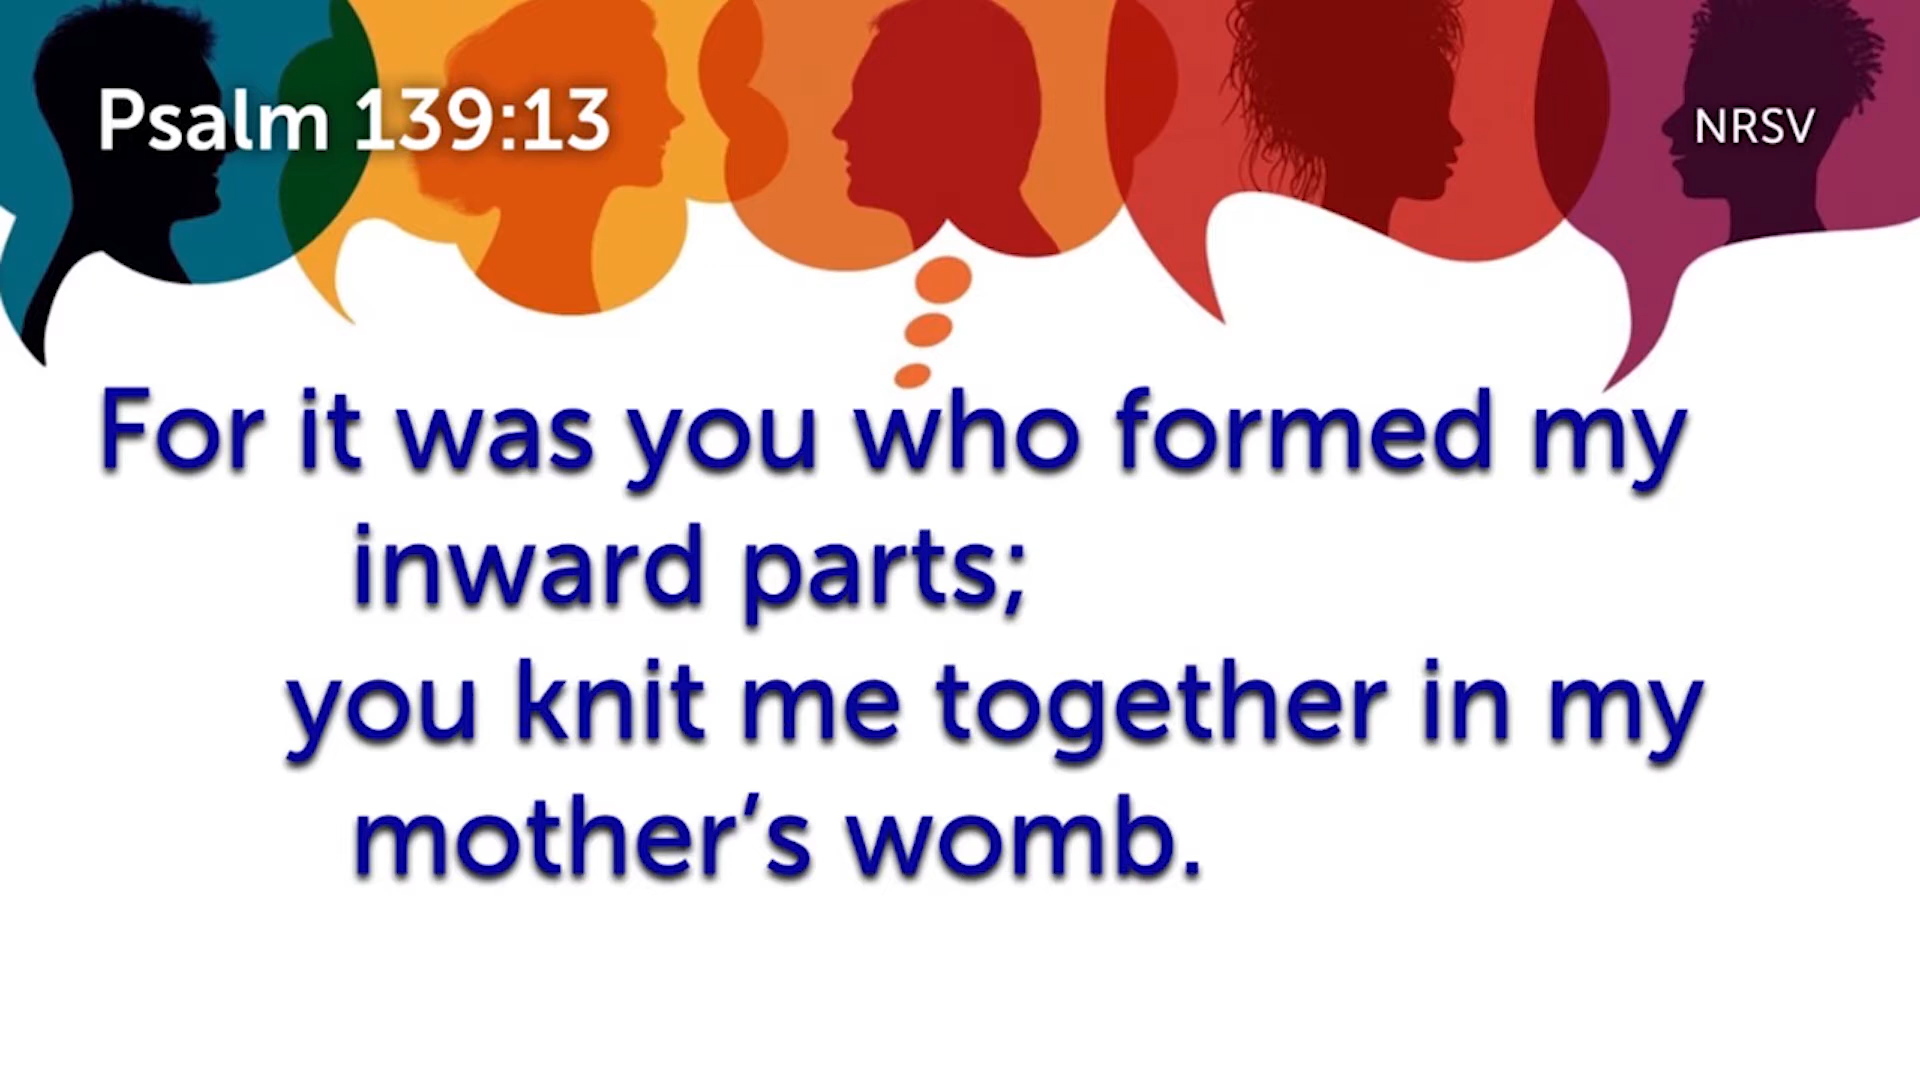 Psalm 139:13
NRSV
For it was you who formed my
inward parts;
you knit me together in my
mother’s womb.